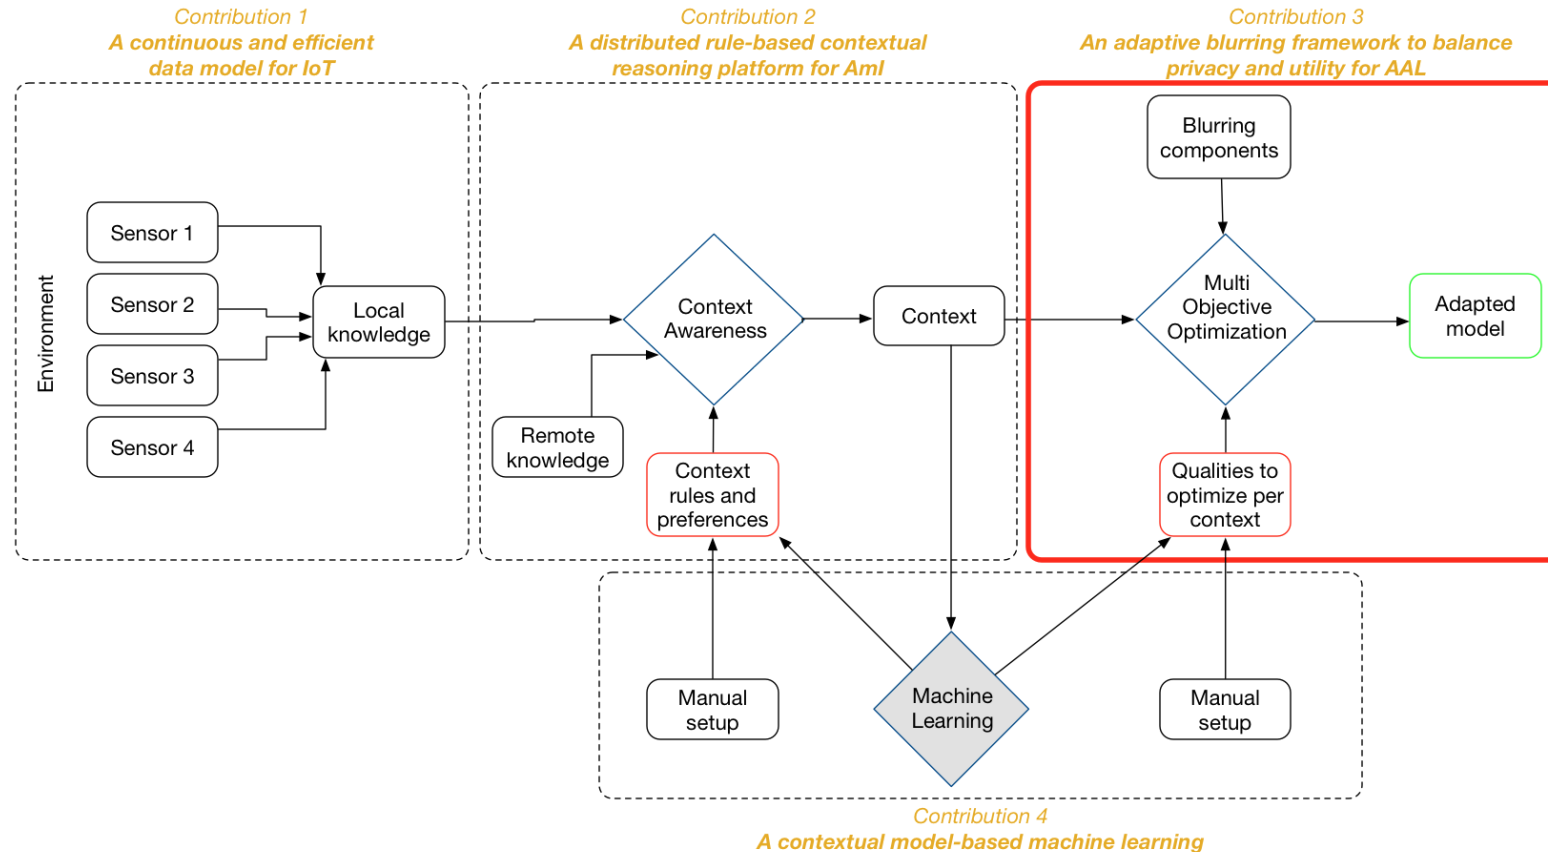 Contribution 1
A continuous and efficient
data model for IoT
Contribution 2
A distributed rule-based contextual
reasoning platform for AmI
Contribution 3
An adaptive blurring framework to balance
privacy and utility for AAL
Environment
Sensor 1
Sensor 2
Sensor 3
Sensor 4
Local
knowledge
Context
Awareness
Remote
knowledge
Context
rules and
preferences
Context
Blurring
components
Multi
Objective
Optimization
Adapted
model
Qualities to
optimize per
context
Manual
setup
Machine
Learning
Manual
setup
Contribution 4
A contextual model-based machine learning